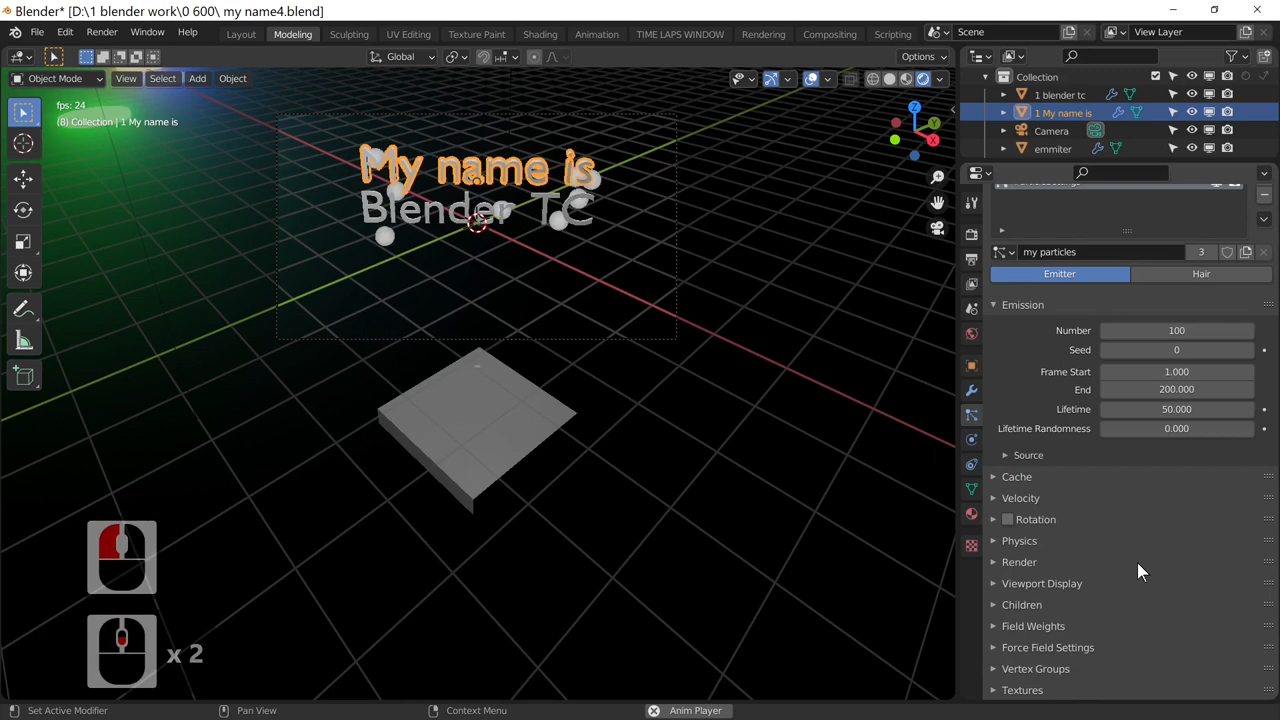 Blender* [D:\1 blender work\0 600\ my name4.blend]
File Edit Render Window Help Layout Modeling Sculpting UV Editing Texture Paint Shading Animation TIME LAPS WINDOW Rendering Compositing Scripting Scene View Layer
Global Options
Object Mode View Select Add Object
Collection
1 blender tc
1 My name is
Camera
emmiter
fps: 24
(8) Collection | 1 My name is
Z
Y
X
My name is
Blender TC
my particles 3
Emitter Hair
Emission
Number 100
Seed 0
Frame Start 1.000
End 200.000
Lifetime 50.000
Lifetime Randomness 0.000
Source
Cache
Velocity
Rotation
Physics
Render
Viewport Display
Children
Field Weights
Force Field Settings
Vertex Groups
Textures
x 2
Set Active Modifier Pan View Context Menu Anim Player